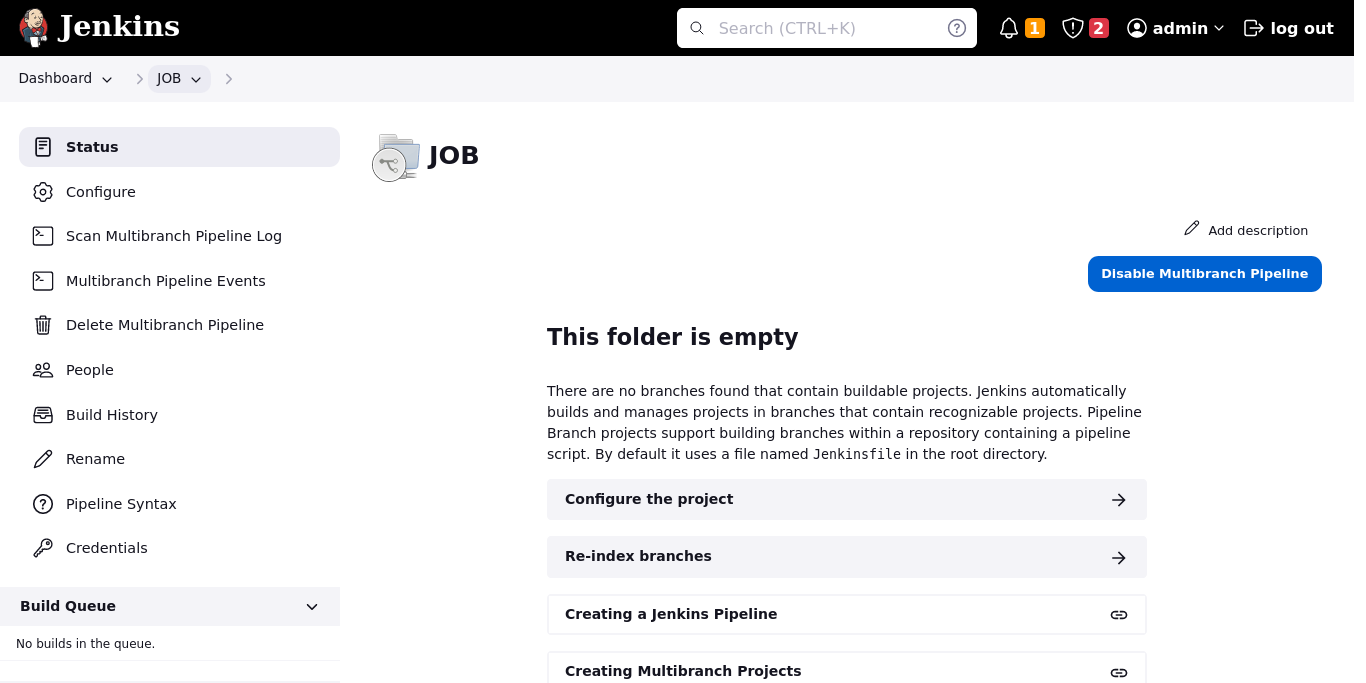 Jenkins
Search (CTRL+K)
1
2
admin
log out
Dashboard
JOB
Status
Configure
Scan Multibranch Pipeline Log
Multibranch Pipeline Events
Delete Multibranch Pipeline
People
Build History
Rename
Pipeline Syntax
Credentials
Build Queue
No builds in the queue.
JOB
Add description
Disable Multibranch Pipeline
This folder is empty
There are no branches found that contain buildable projects. Jenkins automatically
builds and manages projects in branches that contain recognizable projects. Pipeline
Branch projects support building branches within a repository containing a pipeline
script. By default it uses a file named Jenkinsfile in the root directory.
Configure the project
Re-index branches
Creating a Jenkins Pipeline
Creating Multibranch Projects